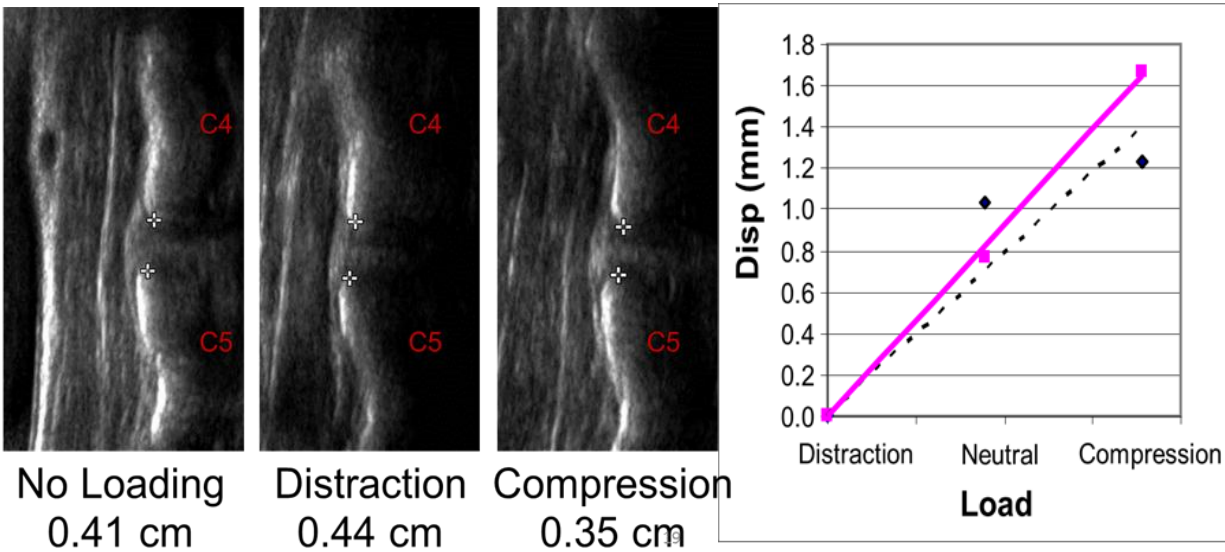 C4
C5
C4
C5
C4
C5
No Loading
0.41 cm
Distraction
0.44 cm
Compression
0.35 cm
19
1.8
1.6
1.4
1.2
1.0
0.8
0.6
0.4
0.2
0.0
Disp (mm)
Distraction Neutral Compression
Load